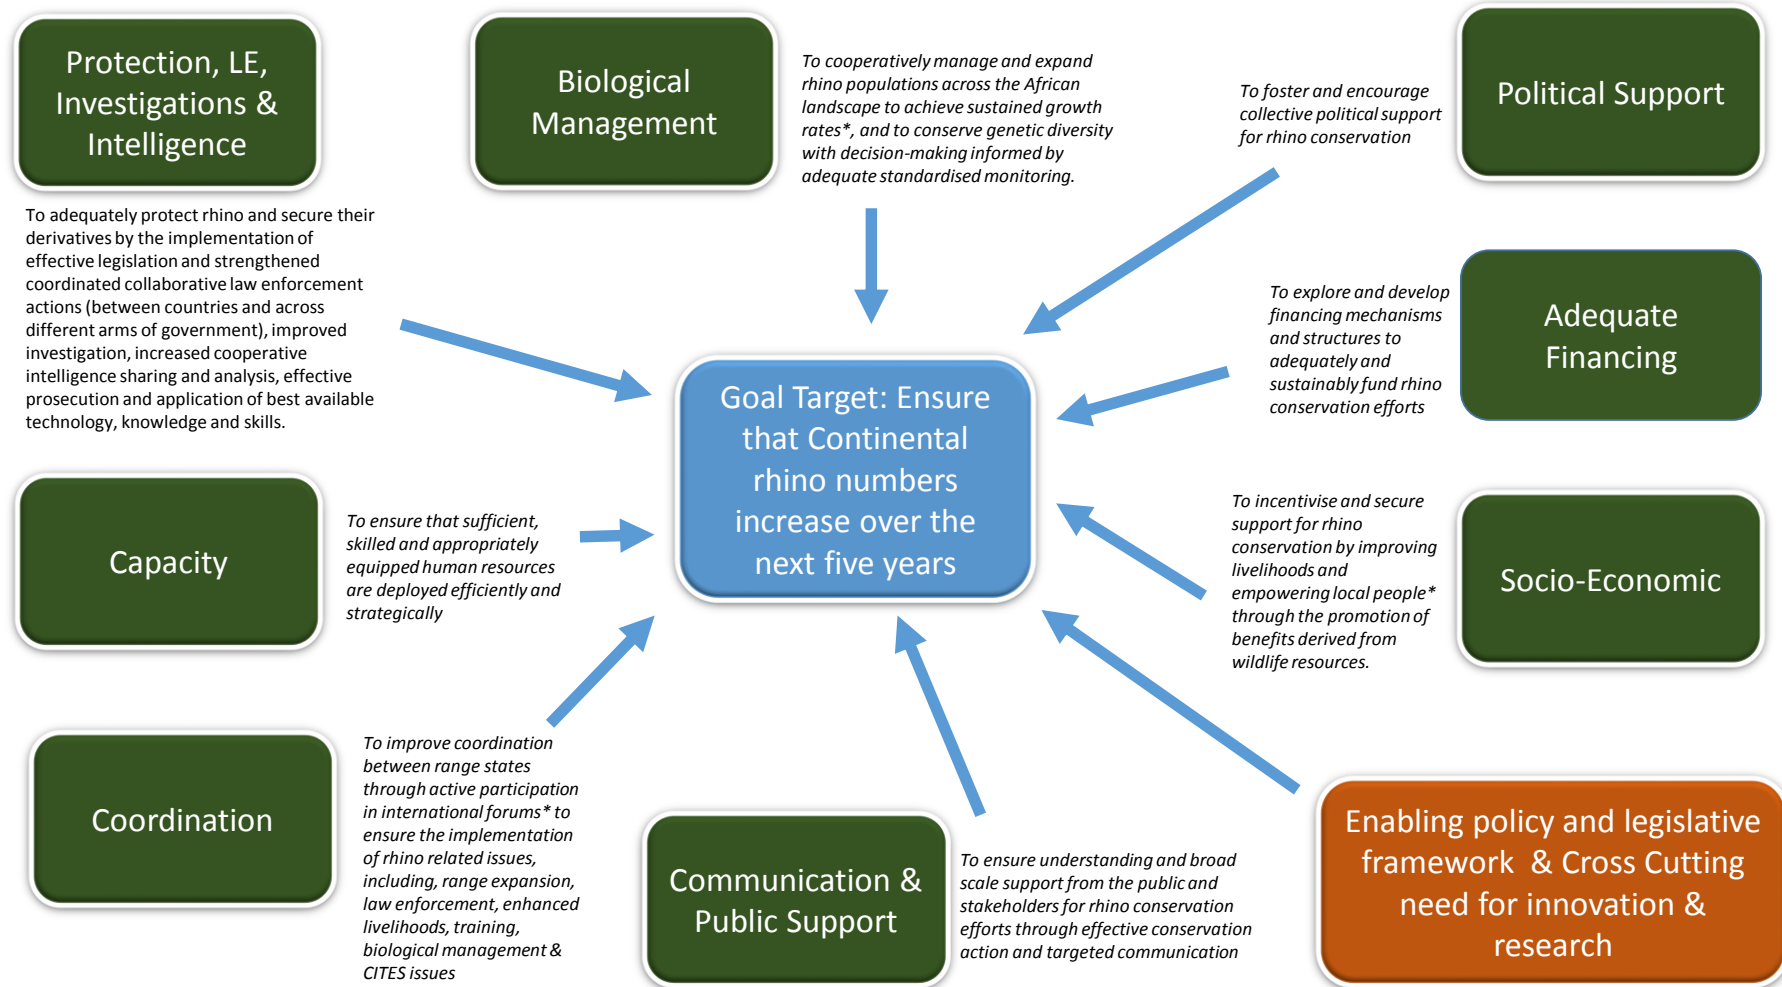 Protection, LE,
Investigations &
Intelligence
To adequately protect rhino and secure their
derivatives by the implementation of
effective legislation and strengthened
coordinated collaborative law enforcement
actions (between countries and across
different arms of government), improved
investigation, increased cooperative
intelligence sharing and analysis, effective
prosecution and application of best available
technology, knowledge and skills.
Biological
Management
To cooperatively manage and expand
rhino populations across the African
landscape to achieve sustained growth
rates*, and to conserve genetic diversity
with decision-making informed by
adequate standardised monitoring.
To foster and encourage
collective political support
for rhino conservation
Political Support
To explore and develop
financing mechanisms
and structures to
adequately and
sustainably fund rhino
conservation efforts
Adequate
Financing
Goal Target: Ensure
that Continental
rhino numbers
increase over the
next five years
Capacity
To ensure that sufficient,
skilled and appropriately
equipped human resources
are deployed efficiently and
strategically
To incentivise and secure
support for rhino
conservation by improving
livelihoods and
empowering local people*
through the promotion of
benefits derived from
wildlife resources.
Socio-Economic
Coordination
To improve coordination
between range states
through active participation
in international forums* to
ensure the implementation
of rhino related issues,
including, range expansion,
law enforcement, enhanced
livelihoods, training,
biological management &
CITES issues
Communication &
Public Support
To ensure understanding and broad
scale support from the public and
stakeholders for rhino conservation
efforts through effective conservation
action and targeted communication
Enabling policy and legislative
framework & Cross Cutting
need for innovation &
research